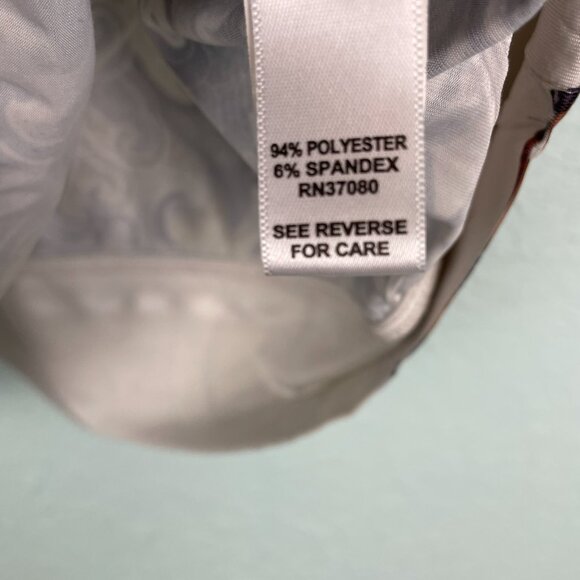 94% POLYESTER
6% SPANDEX
RN37080
SEE REVERSE
FOR CARE